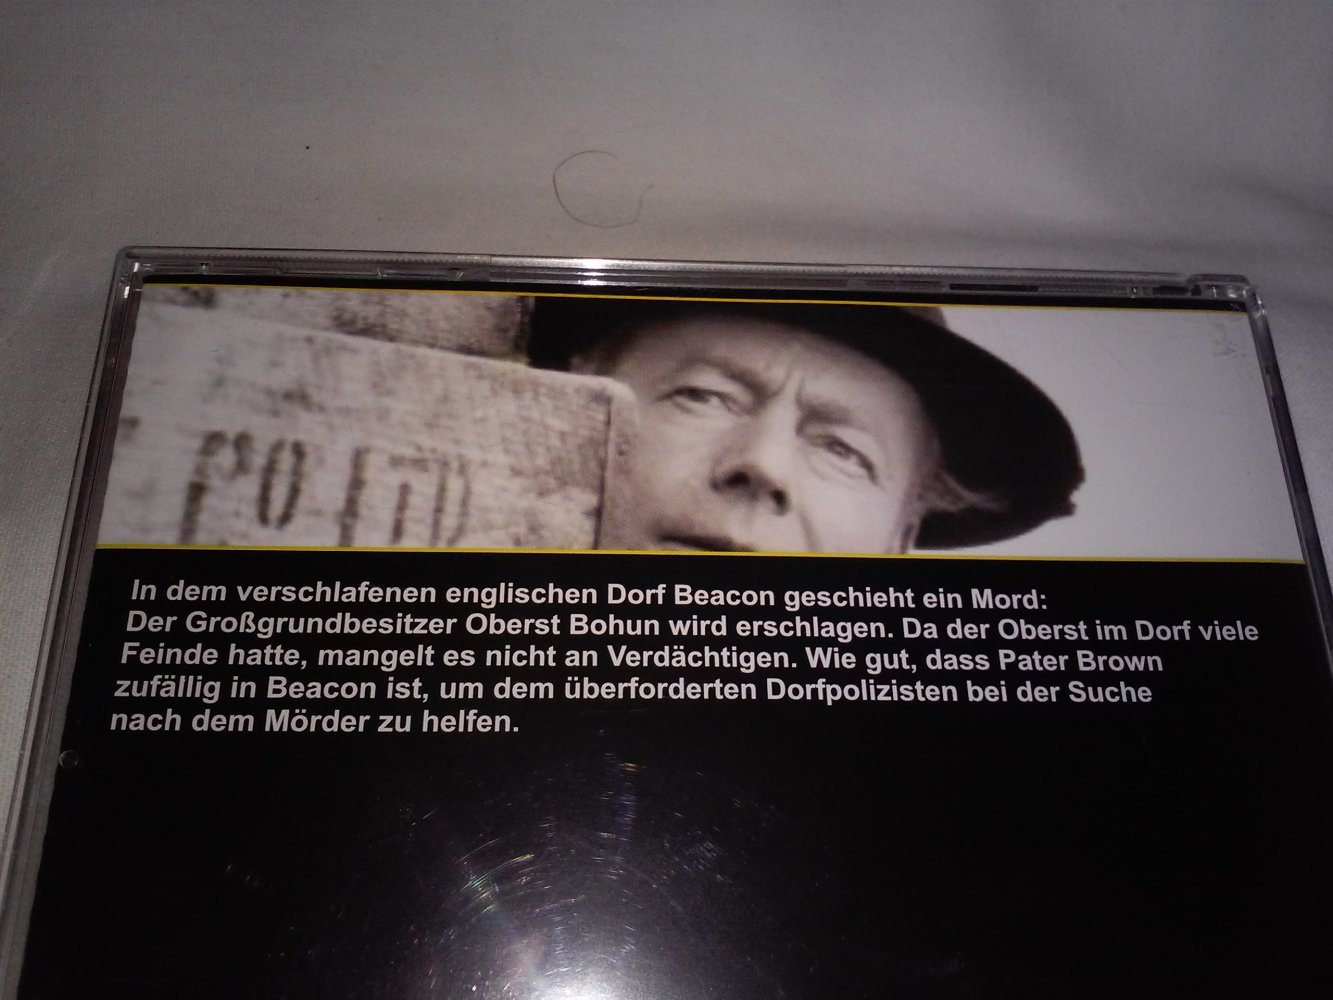 In dem verschlafenen englischen Dorf Beacon geschieht ein Mord:
Der Großgrundbesitzer Oberst Bohun wird erschlagen. Da der Oberst im Dorf viele
Feinde hatte, mangelt es nicht an Verdächtigen. Wie gut, dass Pater Brown
zufällig in Beacon ist, um dem überforderten Dorfpolizisten bei der Suche
nach dem Mörder zu helfen.